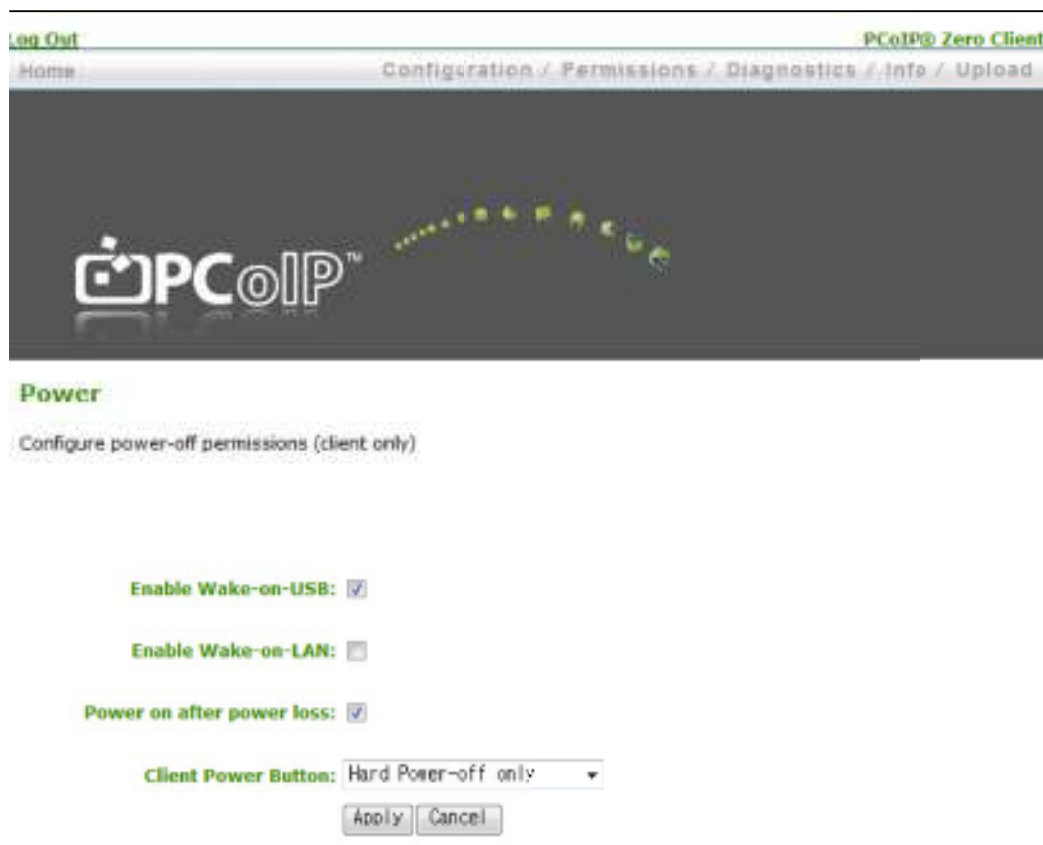 Log Out PCoIP® Zero Client
Home Configuration / Permissions / Diagnostics / Info / Upload
PCoIP™
Power
Configure power-off permissions (client only)
Enable Wake-on-USB:
Enable Wake-on-LAN:
Power on after power loss:
Client Power Button: Hard Power-off only
Apply Cancel